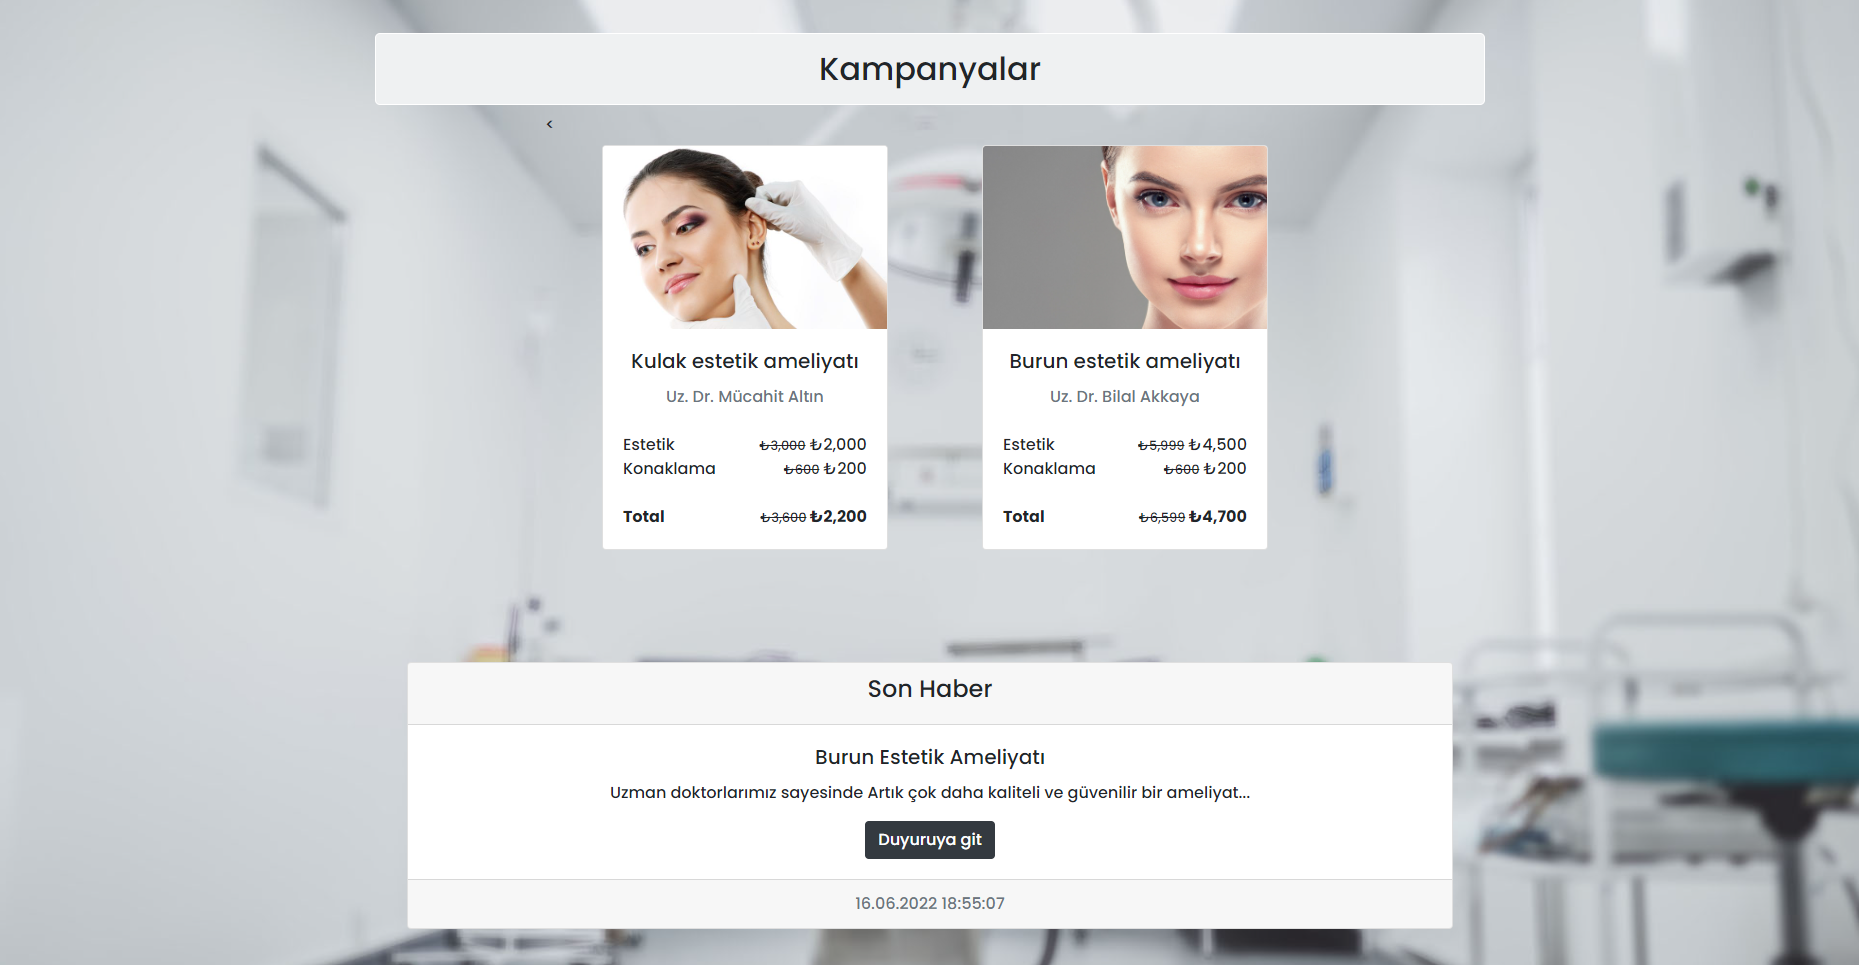 Kampanyalar
<
Kulak estetik ameliyatı
Uz. Dr. Mücahit Altın
Estetik ₺3,000 ₺2,000
Konaklama ₺600 ₺200
Total ₺3,600 ₺2,200
Burun estetik ameliyatı
Uz. Dr. Bilal Akkaya
Estetik ₺5,999 ₺4,500
Konaklama ₺600 ₺200
Total ₺6,599 ₺4,700
Son Haber
Burun Estetik Ameliyatı
Uzman doktorlarımız sayesinde Artık çok daha kaliteli ve güvenilir bir ameliyat...
Duyuruya git
16.06.2022 18:55:07